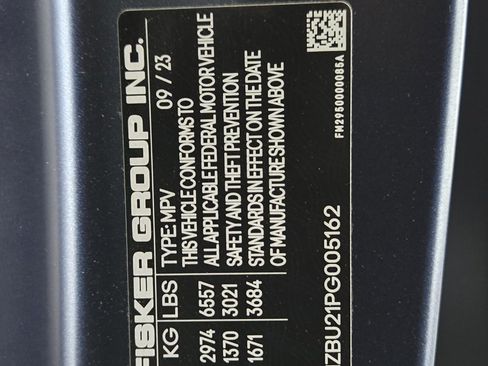 FISKER GROUP INC.
KG LBS TYPE: MPV 09 / 23
2974 6557
1370 3021
1671 3684
THIS VEHICLE CONFORMS TO
ALL APPLICABLE FEDERAL MOTOR VEHICLE
SAFETY AND THEFT PREVENTION
STANDARDS IN EFFECT ON THE DATE
OF MANUFACTURE SHOWN ABOVE
ZBU21PG005162
FM2950000085A